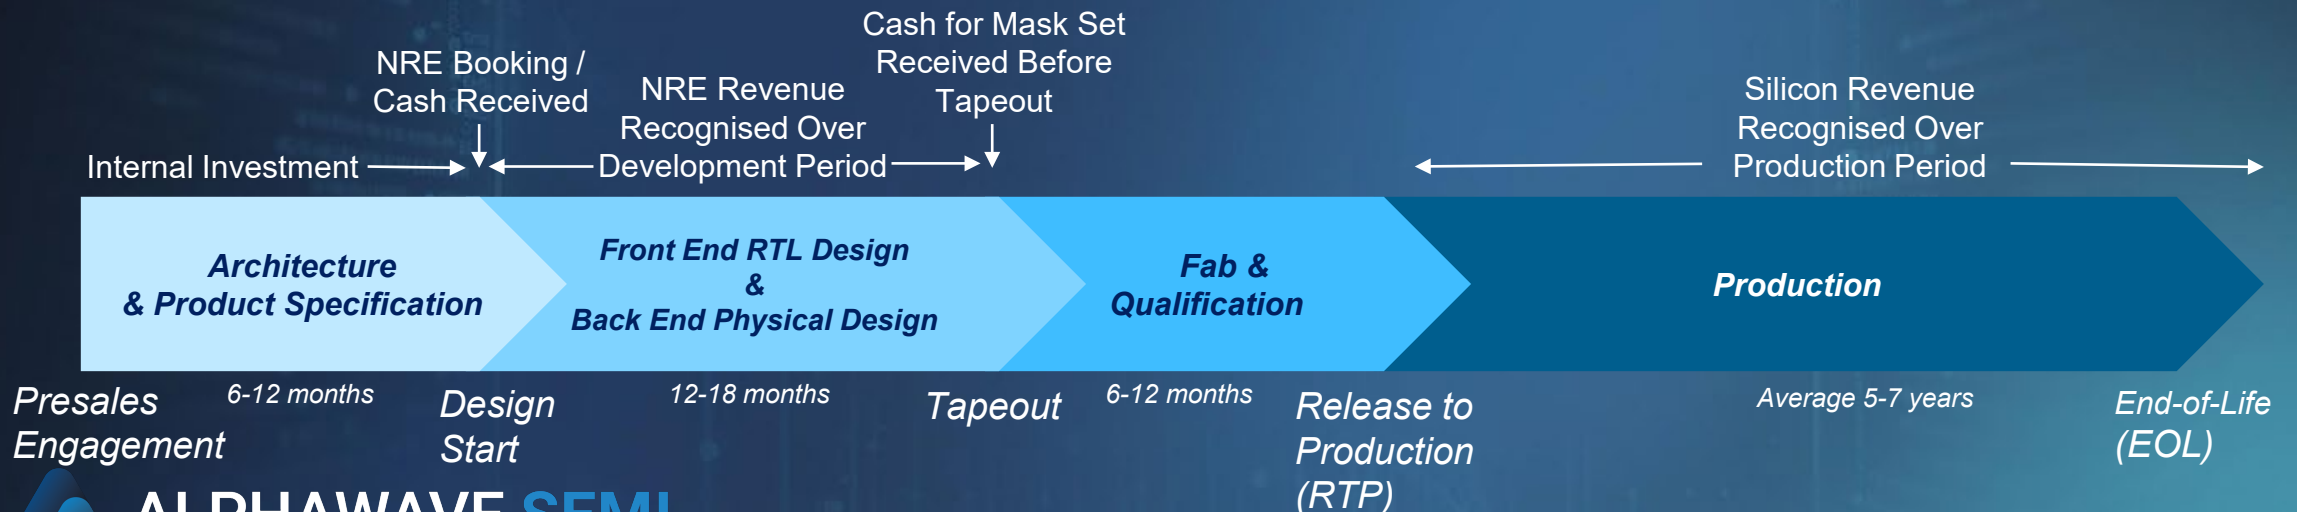 Cash for Mask Set
Received Before
Tapeout
NRE Booking /
Cash Received
NRE Revenue
Recognised Over
Development Period
Silicon Revenue
Recognised Over
Production Period
Internal Investment
Architecture
& Product Specification
Front End RTL Design
&
Back End Physical Design
Fab &
Qualification
Production
Presales
Engagement
6-12 months
Design
Start
12-18 months
Tapeout
6-12 months
Release to
Production
(RTP)
Average 5-7 years
End-of-Life
(EOL)
ALPHAWAVE SEMI